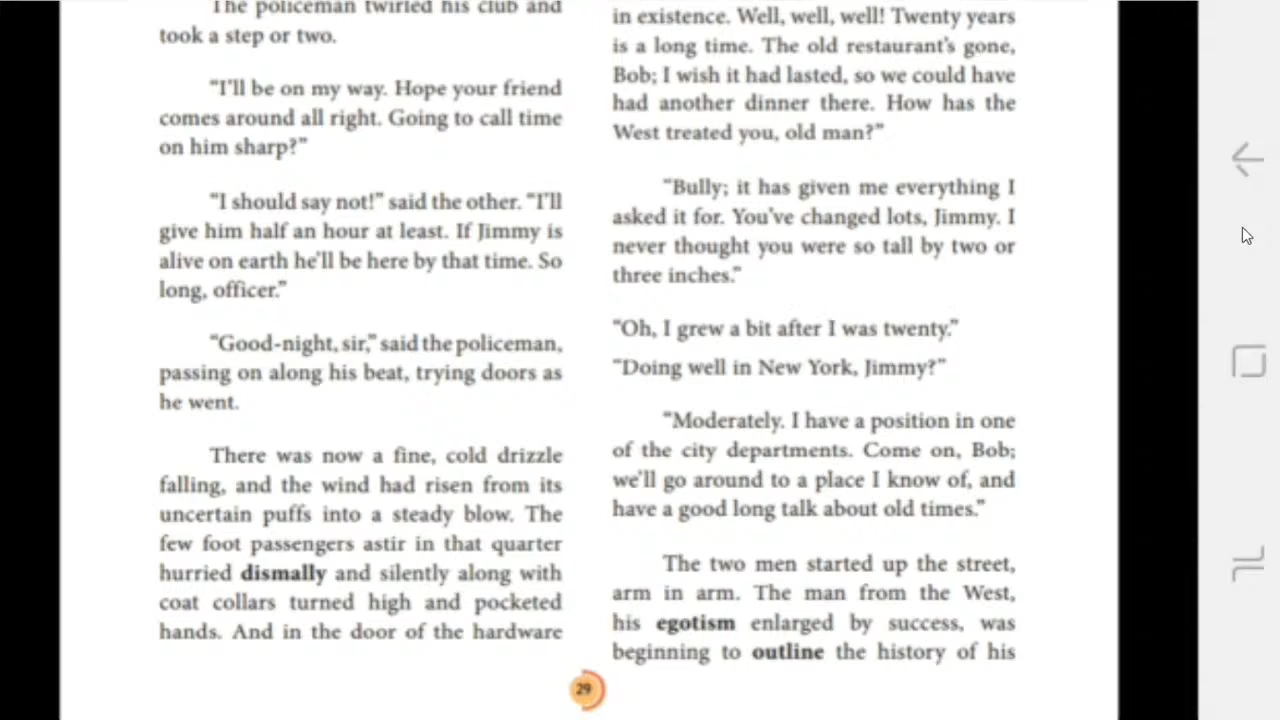 The policeman twirled his club and
took a step or two.
“I'll be on my way. Hope your friend
comes around all right. Going to call time
on him sharp?”
“I should say not!” said the other. “I'll
give him half an hour at least. If Jimmy is
alive on earth he'll be here by that time. So
long, officer.”
“Good-night, sir,” said the policeman,
passing on along his beat, trying doors as
he went.
There was now a fine, cold drizzle
falling, and the wind had risen from its
uncertain puffs into a steady blow. The
few foot passengers astir in that quarter
hurried dismally and silently along with
coat collars turned high and pocketed
hands. And in the door of the hardware
in existence. Well, well, well! Twenty years
is a long time. The old restaurant's gone,
Bob; I wish it had lasted, so we could have
had another dinner there. How has the
West treated you, old man?”
“Bully; it has given me everything I
asked it for. You've changed lots, Jimmy. I
never thought you were so tall by two or
three inches.”
“Oh, I grew a bit after I was twenty.”
“Doing well in New York, Jimmy?”
“Moderately. I have a position in one
of the city departments. Come on, Bob;
we'll go around to a place I know of, and
have a good long talk about old times.”
The two men started up the street,
arm in arm. The man from the West,
his egotism enlarged by success, was
beginning to outline the history of his
29